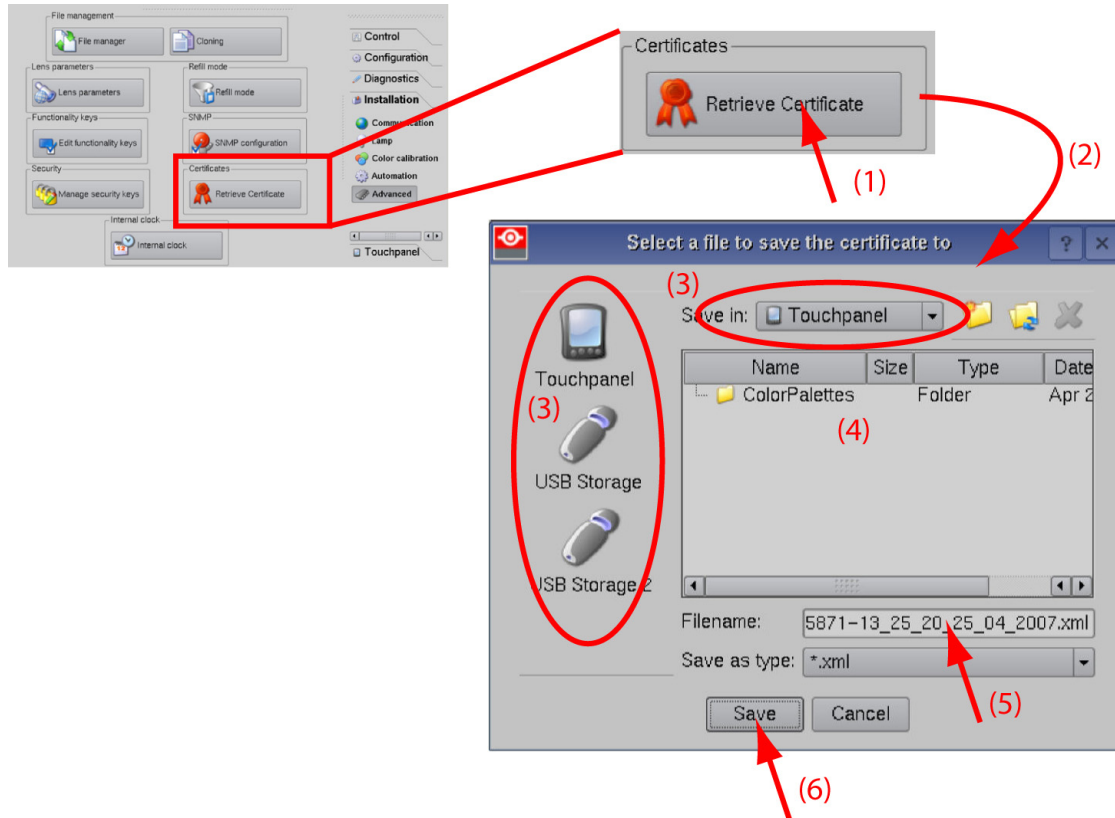 File management
File manager
Cloning
Lens parameters
Refill mode
Lens parameters
Refill mode
Functionality keys
SNMP
Edit functionality keys
SNMP configuration
Security
Certificates
Manage security keys
Retrieve Certificate
Internal clock
12
Internal clock
Control
Configuration
Diagnostics
Installation
Communication
Lamp
Color calibration
Automation
Advanced
Touchpanel
Certificates
Retrieve Certificate
(1)
(2)
Select a file to save the certificate to
? ×
(3)
Save in: Touchpanel
Touchpanel
(3)
USB Storage
USB Storage 2
Name Size Type Date
ColorPalettes Folder Apr 2
(4)
Filename: 5871-13_25_20_25_04_2007.xml
Save as type: *.xml
(5)
Save Cancel
(6)